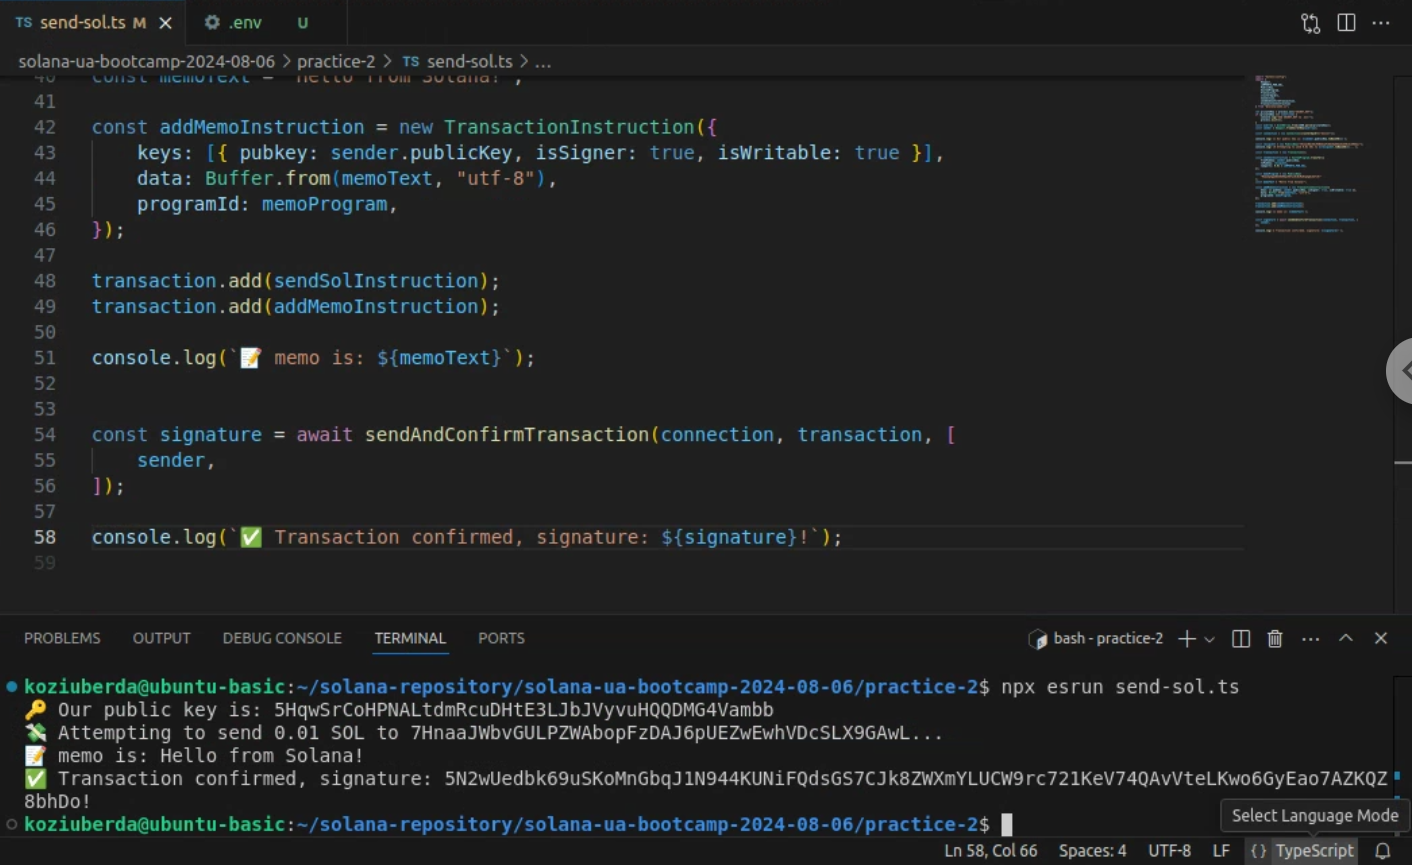 TS send-sol.ts M ×
.env U
solana-ua-bootcamp-2024-08-06 > practice-2 > TS send-sol.ts > ...
40 const memoText = "Hello from Solana!";
41
42 const addMemoInstruction = new TransactionInstruction({
43     keys: [{ pubkey: sender.publicKey, isSigner: true, isWritable: true }],
44     data: Buffer.from(memoText, "utf-8"),
45     programId: memoProgram,
46 });
47
48 transaction.add(sendSolInstruction);
49 transaction.add(addMemoInstruction);
50
51 console.log(`📝 memo is: ${memoText}`);
52
53
54 const signature = await sendAndConfirmTransaction(connection, transaction, [
55     sender,
56 ]);
57
58 console.log(`✅ Transaction confirmed, signature: ${signature}!`);
59
PROBLEMS OUTPUT DEBUG CONSOLE TERMINAL PORTS
bash - practice-2
koziuberda@ubuntu-basic:~/solana-repository/solana-ua-bootcamp-2024-08-06/practice-2$ npx esrun send-sol.ts
🔑 Our public key is: 5HqwSrCoHPNALtdmRcuDHtE3LJbJVyvuHQQDMG4Vambb
💸 Attempting to send 0.01 SOL to 7HnaaJWbvGULPZWAbopFzDAJ6pUEZwEwhVDcSLX9GAwL...
📝 memo is: Hello from Solana!
✅ Transaction confirmed, signature: 5N2wUedbk69uSKoMnGbqJ1N944KUNiFQdsGS7CJk8ZWXmYLUCW9rc721KeV74QAvVteLKwo6GyEao7AZKQZ
8bhDo!
koziuberda@ubuntu-basic:~/solana-repository/solana-ua-bootcamp-2024-08-06/practice-2$
Select Language Mode
Ln 58, Col 66 Spaces: 4 UTF-8 LF {} TypeScript